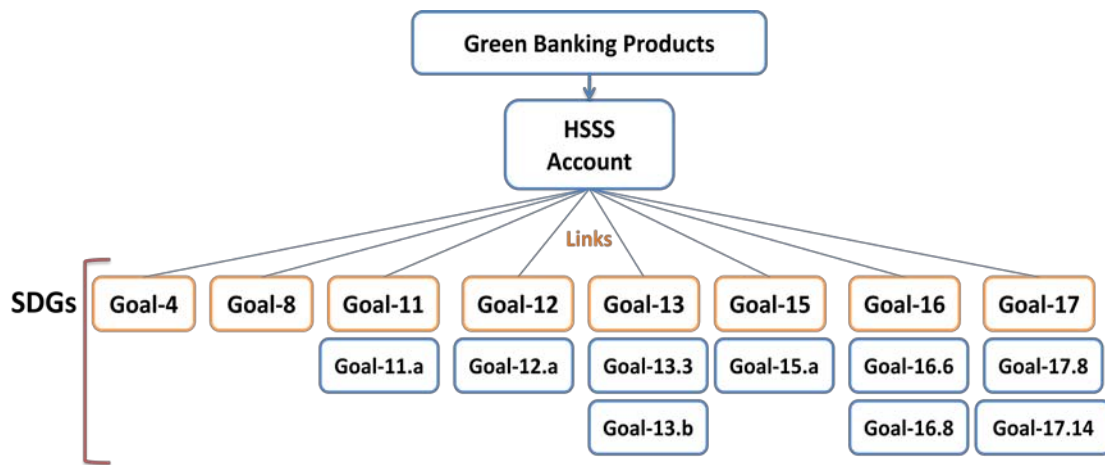 Green Banking Products
HSSS
Account
Links
SDGs
Goal-4 Goal-8 Goal-11 Goal-12 Goal-13 Goal-15 Goal-16 Goal-17
Goal-11.a Goal-12.a Goal-13.3 Goal-15.a Goal-16.6 Goal-17.8
Goal-13.b Goal-16.8 Goal-17.14